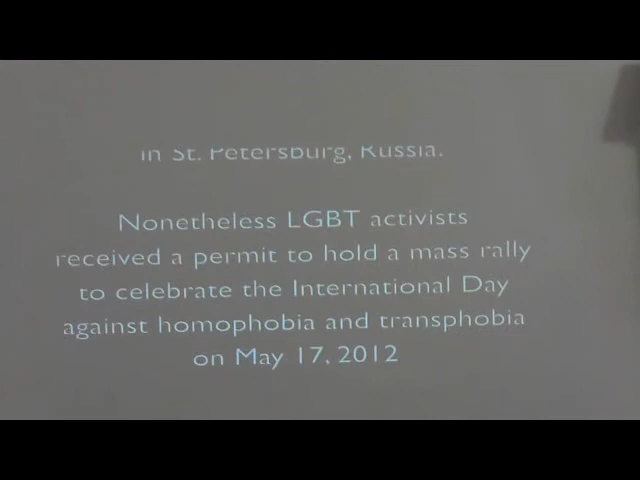 in St. Petersburg, Russia.
Nonetheless LGBT activists
received a permit to hold a mass rally
to celebrate the International Day
against homophobia and transphobia
on May 17, 2012